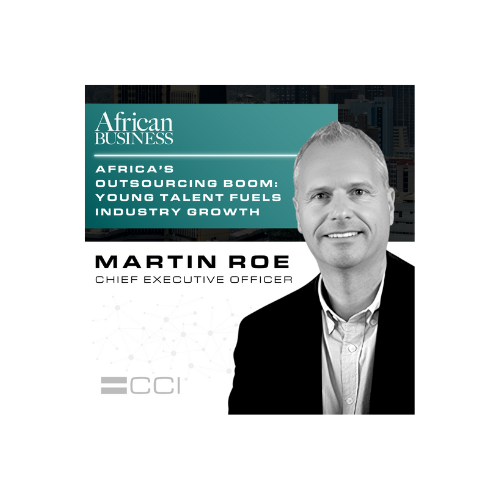 African
BUSINESS
AFRICA'S
OUTSOURCING BOOM:
YOUNG TALENT FUELS
INDUSTRY GROWTH
MARTIN ROE
CHIEF EXECUTIVE OFFICER
CCI